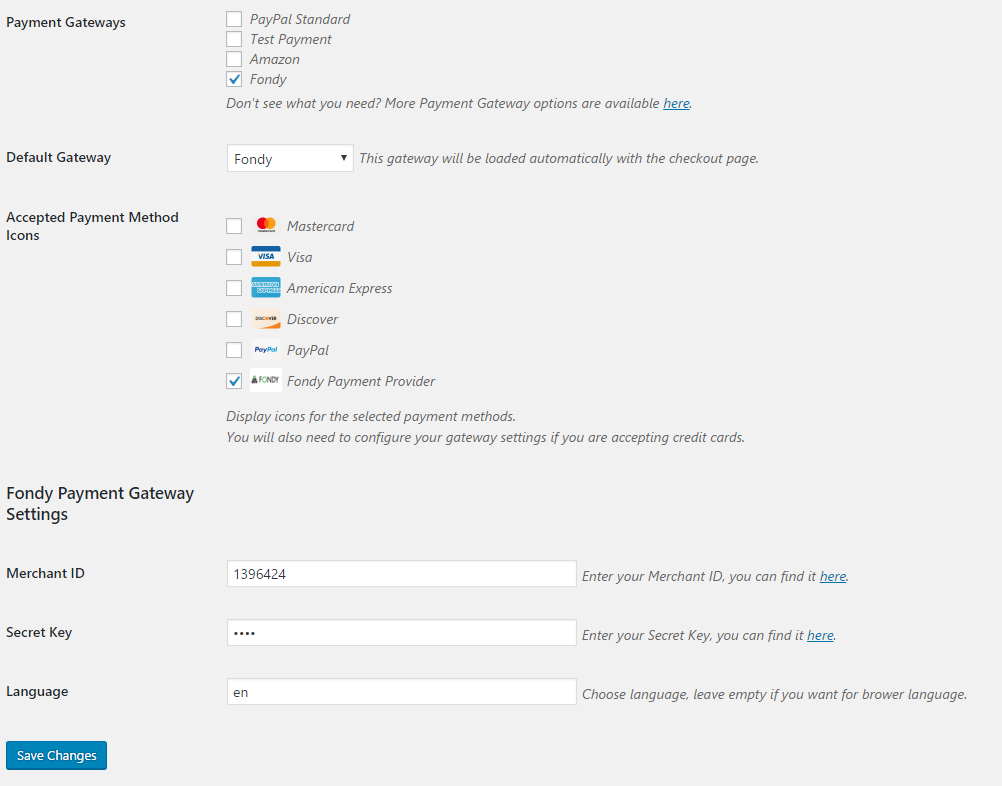 Payment Gateways
PayPal Standard
Test Payment
Amazon
Fondy
Don't see what you need? More Payment Gateway options are available here.
Default Gateway
Fondy
This gateway will be loaded automatically with the checkout page.
Accepted Payment Method
Icons
Mastercard
VISA Visa
AMERICAN EXPRESS American Express
DISCOVER Discover
PayPal PayPal
FONDY Fondy Payment Provider
Display icons for the selected payment methods.
You will also need to configure your gateway settings if you are accepting credit cards.
Fondy Payment Gateway
Settings
Merchant ID
1396424
Enter your Merchant ID, you can find it here.
Secret Key
••••
Enter your Secret Key, you can find it here.
Language
en
Choose language, leave empty if you want for brower language.
Save Changes